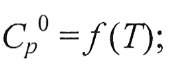 C_p^0 = f(T);